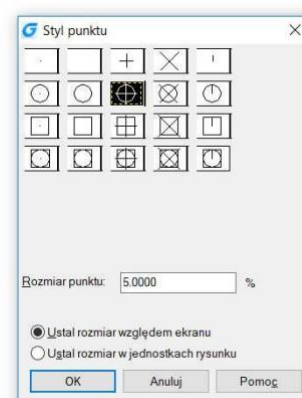 Styl punktu
Rozmiar punktu: 5.0000 %
Ustal rozmiar względem ekranu
Ustal rozmiar w jednostkach rysunku
OK Anuluj Pomoc